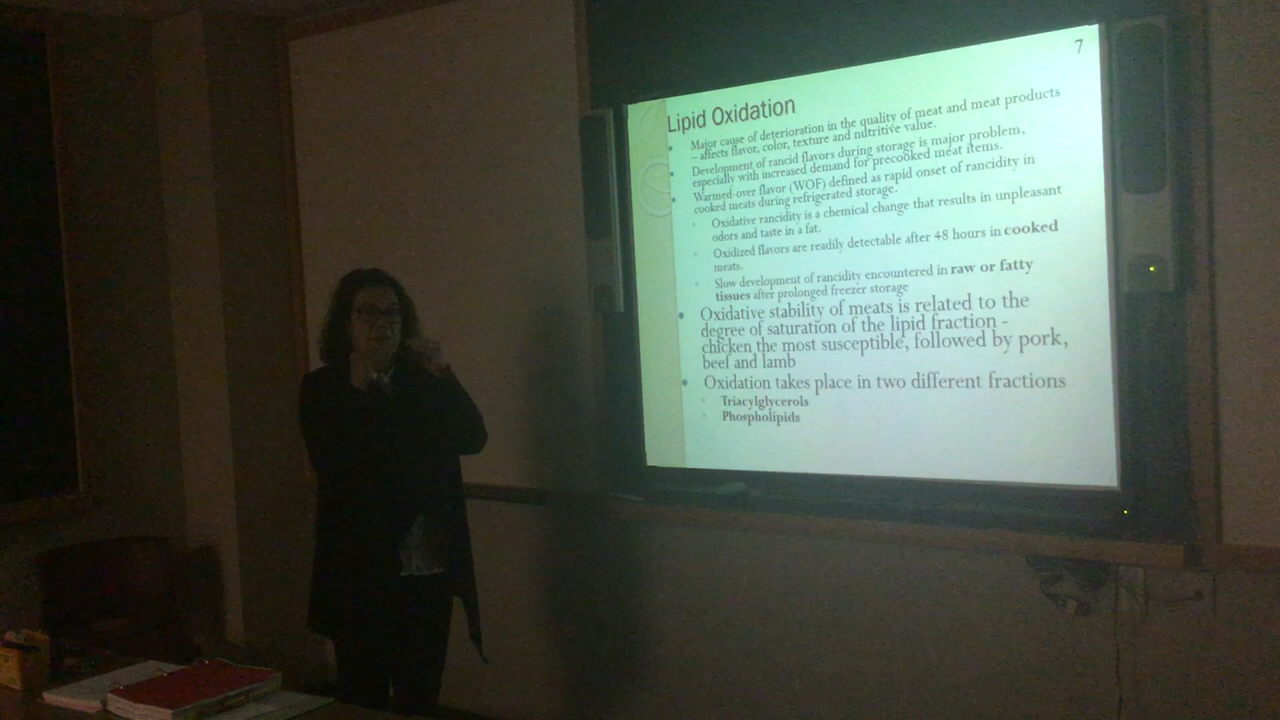 7
Lipid Oxidation
• Major cause of deterioration in the quality of meat and meat products
– affects flavor, color, texture and nutritive value.
• Development of rancid flavors during storage is major problem,
especially with increased demand for precooked meat items.
• Warmed-over flavor (WOF) defined as rapid onset of rancidity in
cooked meats during refrigerated storage.
Oxidative rancidity is a chemical change that results in unpleasant
odors and taste in a fat.
Oxidized flavors are readily detectable after 48 hours in cooked
meats.
Slow development of rancidity encountered in raw or fatty
tissues after prolonged freezer storage
• Oxidative stability of meats is related to the
degree of saturation of the lipid fraction -
chicken the most susceptible, followed by pork,
beef and lamb
• Oxidation takes place in two different fractions
Triacylglycerols
Phospholipids